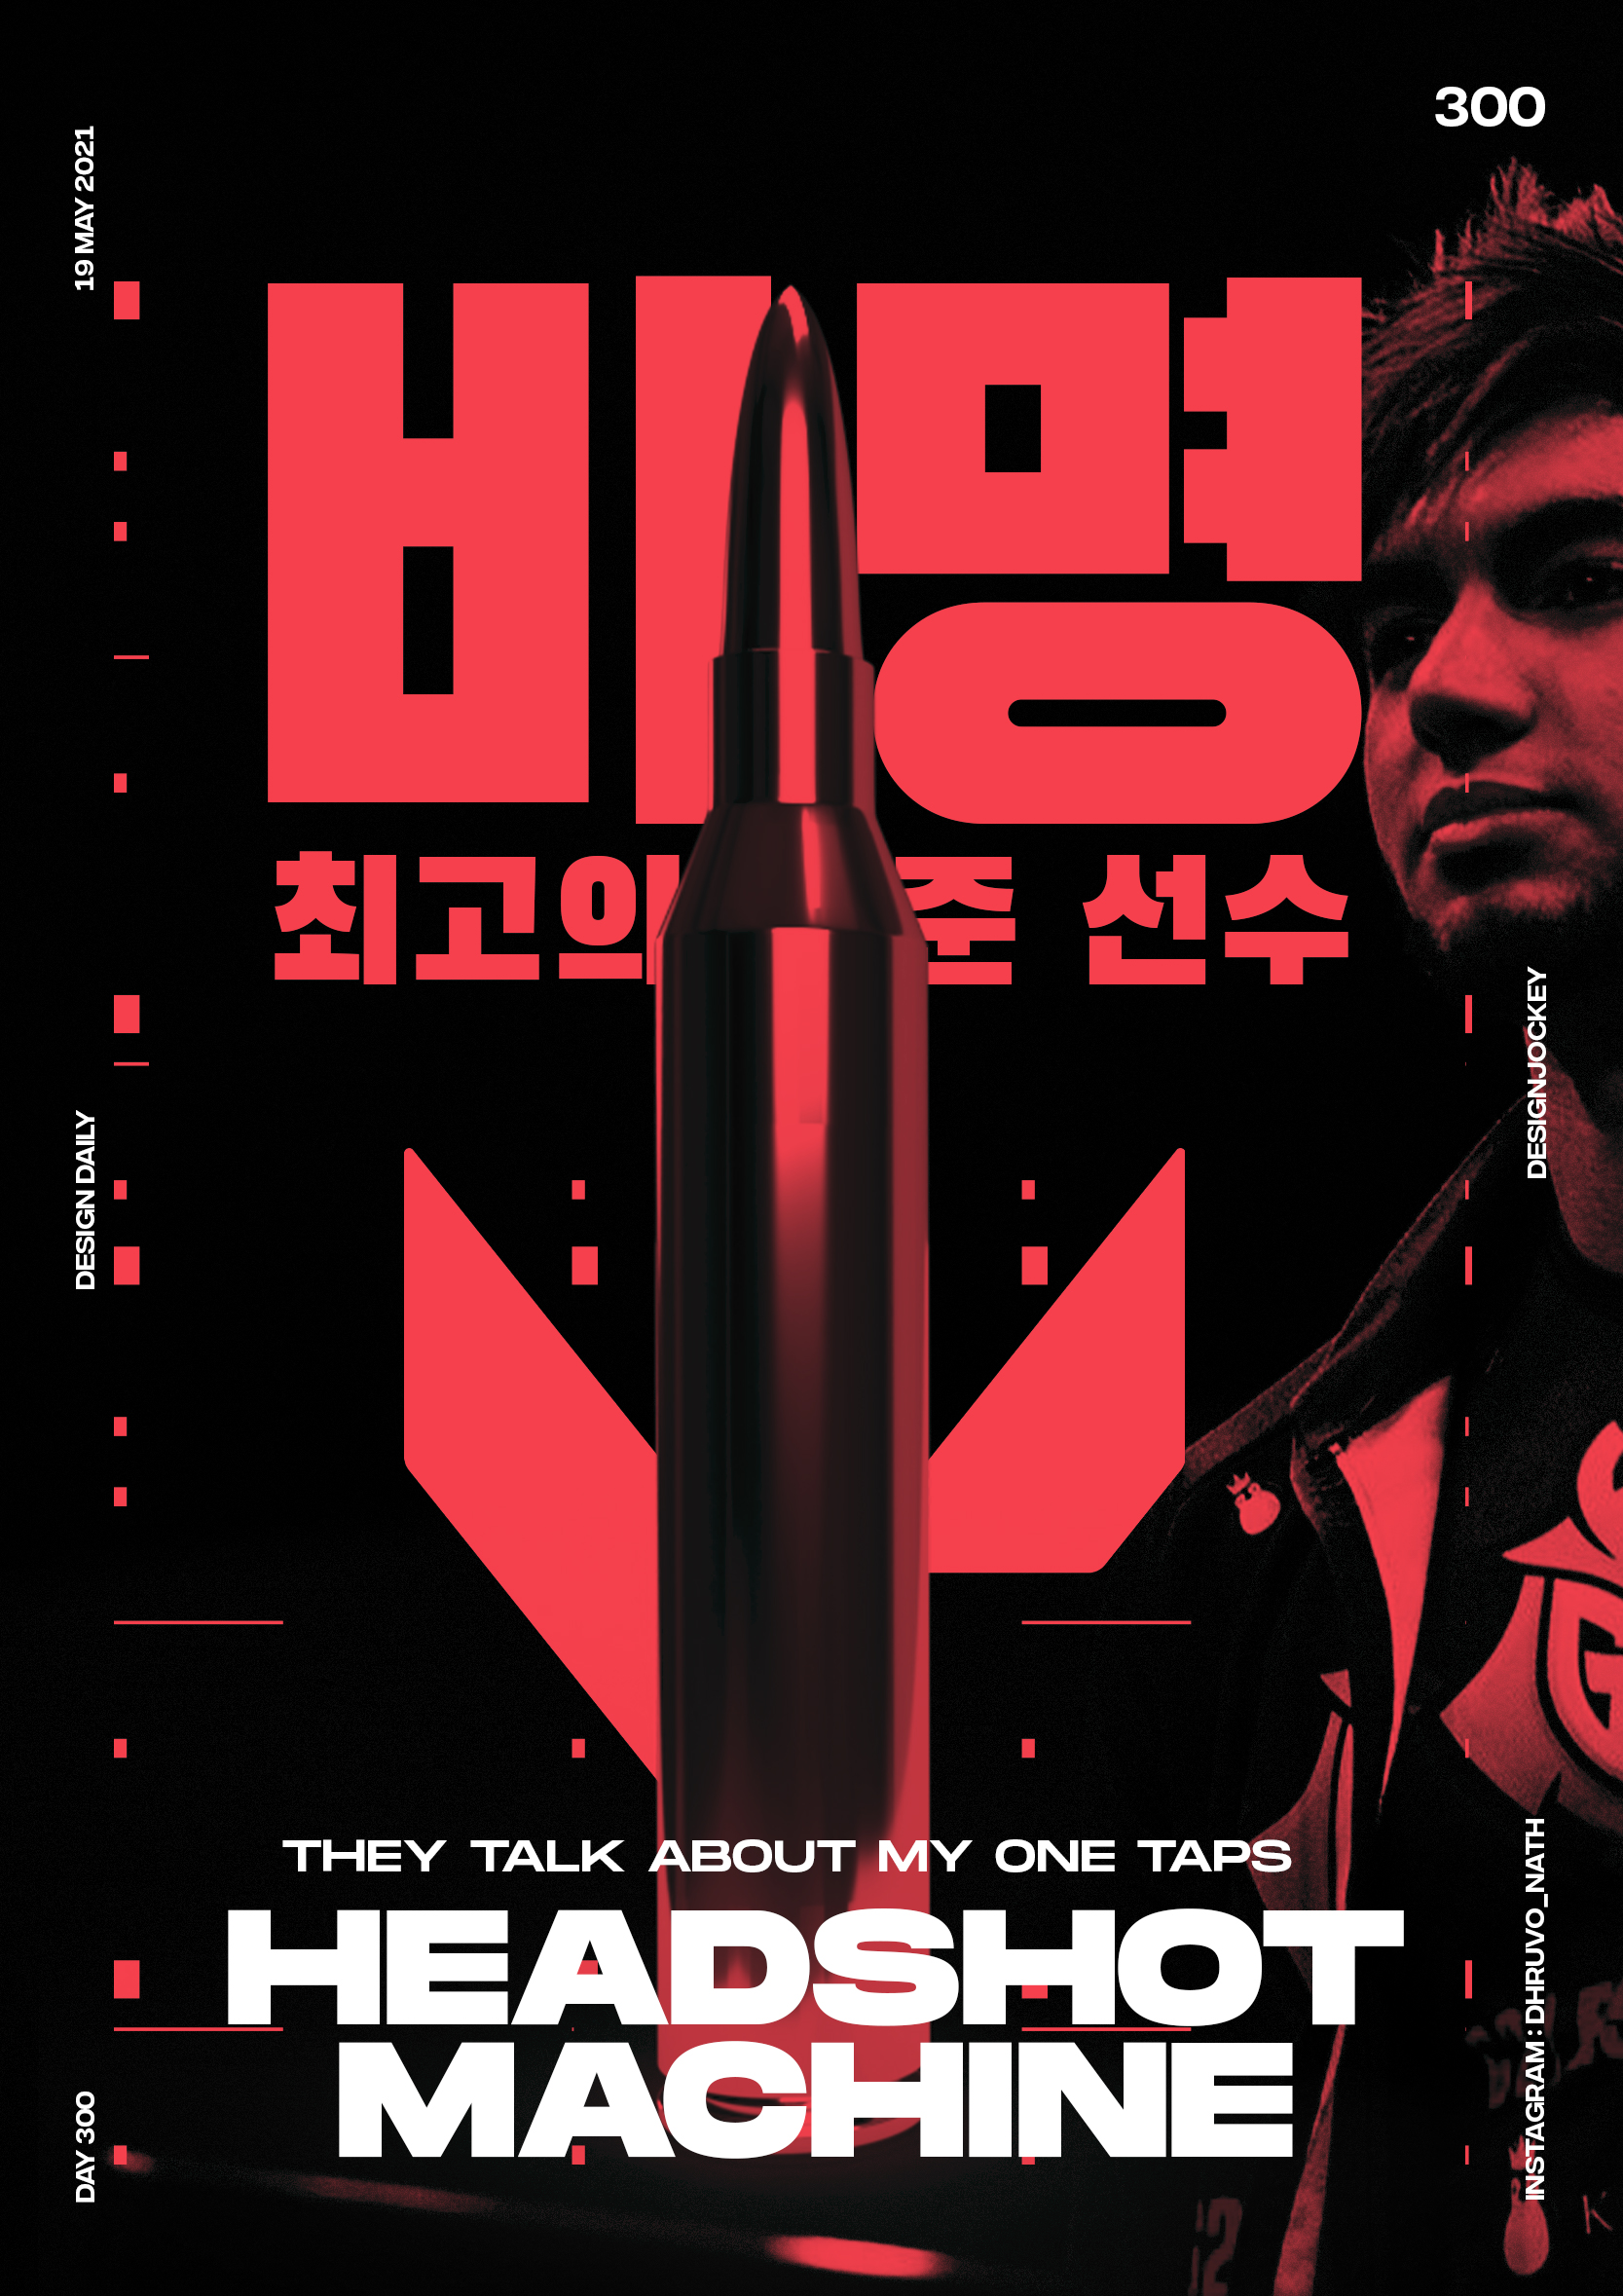 300
19 MAY 2021
비명
최고의 준 선수
DESIGNJOCKEY
DESIGN DAILY
THEY TALK ABOUT MY ONE TAPS
HEADSHOT
MACHINE
INSTAGRAM : DHRUVO_NATH
DAY 300